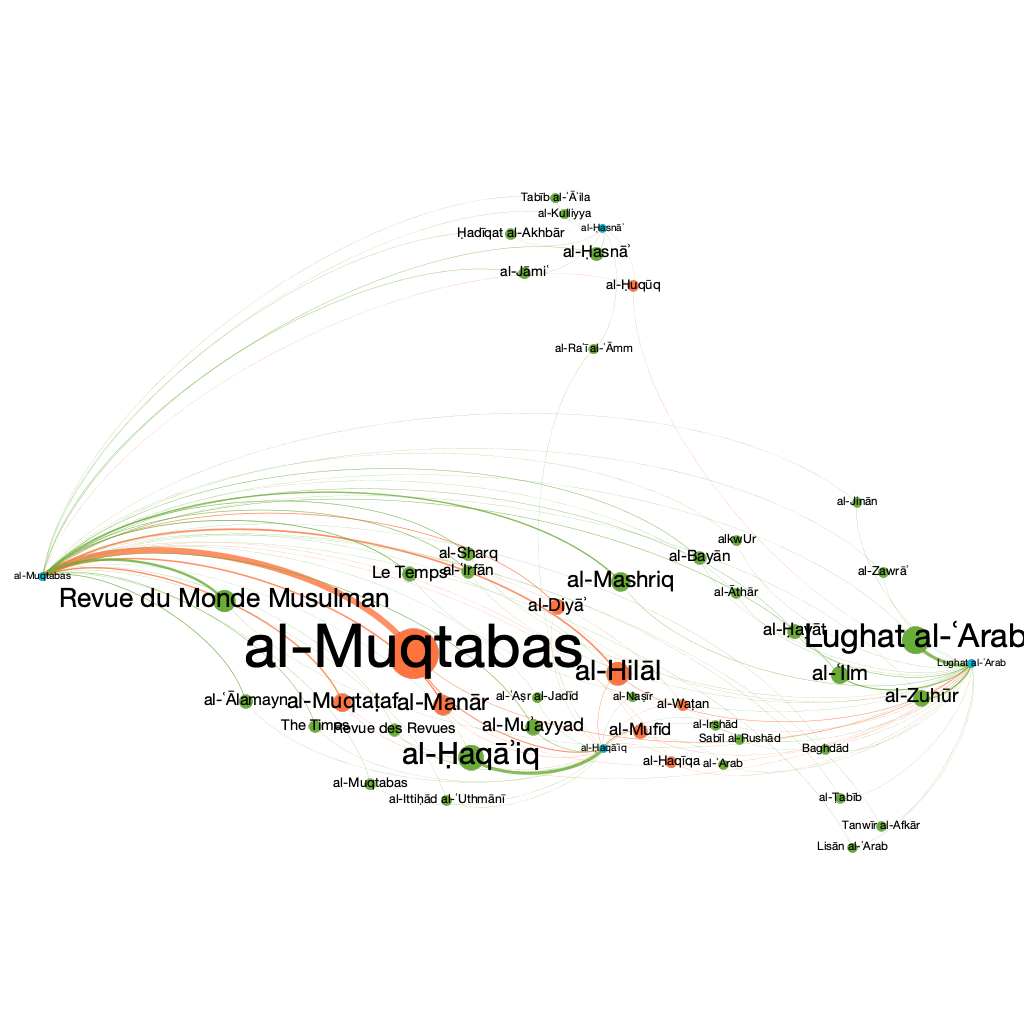 Tabīb al-ʿĀʾila
al-Kulliyya
al-Ḥasnāʾ
Ḥadīqat al-Akhbār
al-Ḥasnāʾ
al-Jāmiʿ
al-Ḥuqūq
al-Raʾī al-ʿĀmm
al-Jinān
alkwUr
al-Sharq
al-Bayān
Le Temps
al-ʿIrfān
al-Zawrāʾ
al-Muqtabas
al-Mashriq
al-Āthār
Revue du Monde Musulman
al-Ḍiyāʾ
al-Ḥayāt
Lughat al-ʿArab
al-Muqtabas
Lughat al-ʿArab
al-Hilāl
al-ʿIlm
al-ʿĀlamayn
al-Muqtaṭaf
al-Manār
al-ʿAṣr al-Jadīd
al-Naṣīr
al-Waṭan
al-Zuhūr
The Times
Revue des Revues
al-Muʾayyad
al-Mufīd
al-Irshād
Sabīl al-Rushād
al-Ḥaqāʾiq
al-Ḥaqāʾiq
Baghdād
al-Ḥaqīqa
al-ʿArab
al-Muqtabas
al-Ittiḥād al-ʿUthmānī
al-Ṭabīb
Tanwīr al-Afkār
Lisān al-ʿArab